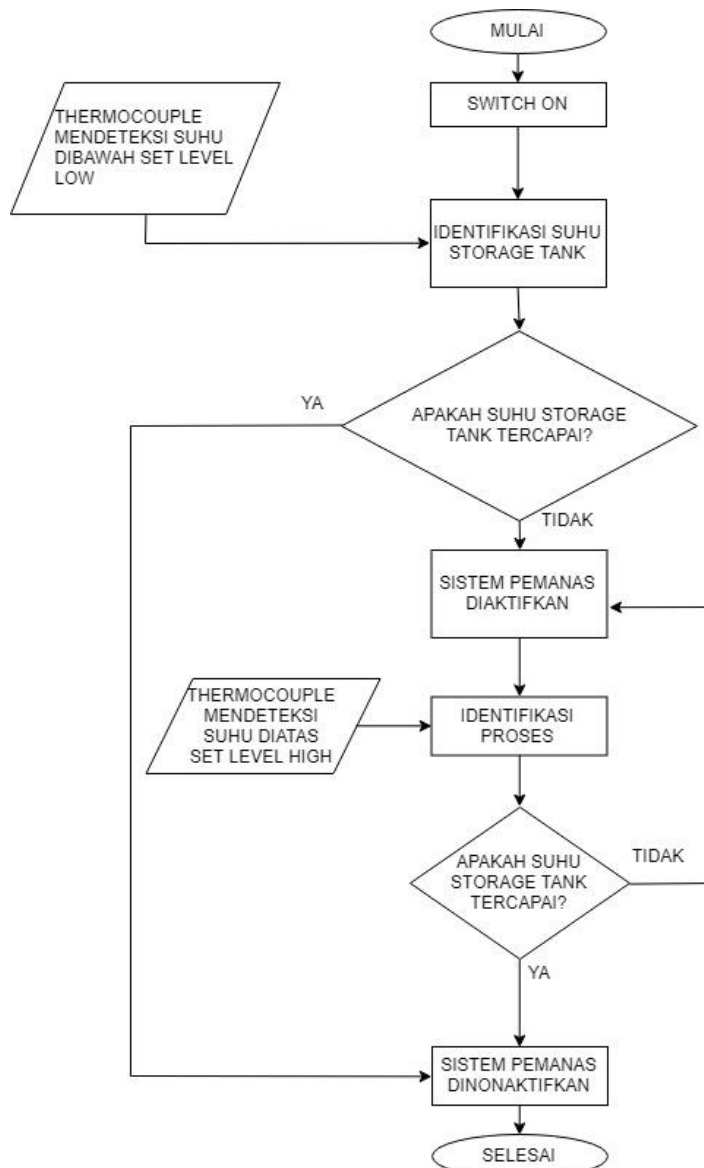 MULAI
SWITCH ON
THERMOCOUPLE
MENDETEKSI SUHU
DIBAWAH SET LEVEL
LOW
IDENTIFIKASI SUHU
STORAGE TANK
YA
APAKAH SUHU STORAGE
TANK TERCAPAI?
TIDAK
SISTEM PEMANAS
DIAKTIFKAN
THERMOCOUPLE
MENDETEKSI
SUHU DIATAS
SET LEVEL HIGH
IDENTIFIKASI
PROSES
APAKAH SUHU
STORAGE TANK
TERCAPAI?
TIDAK
YA
SISTEM PEMANAS
DINONAKTIFKAN
SELESAI